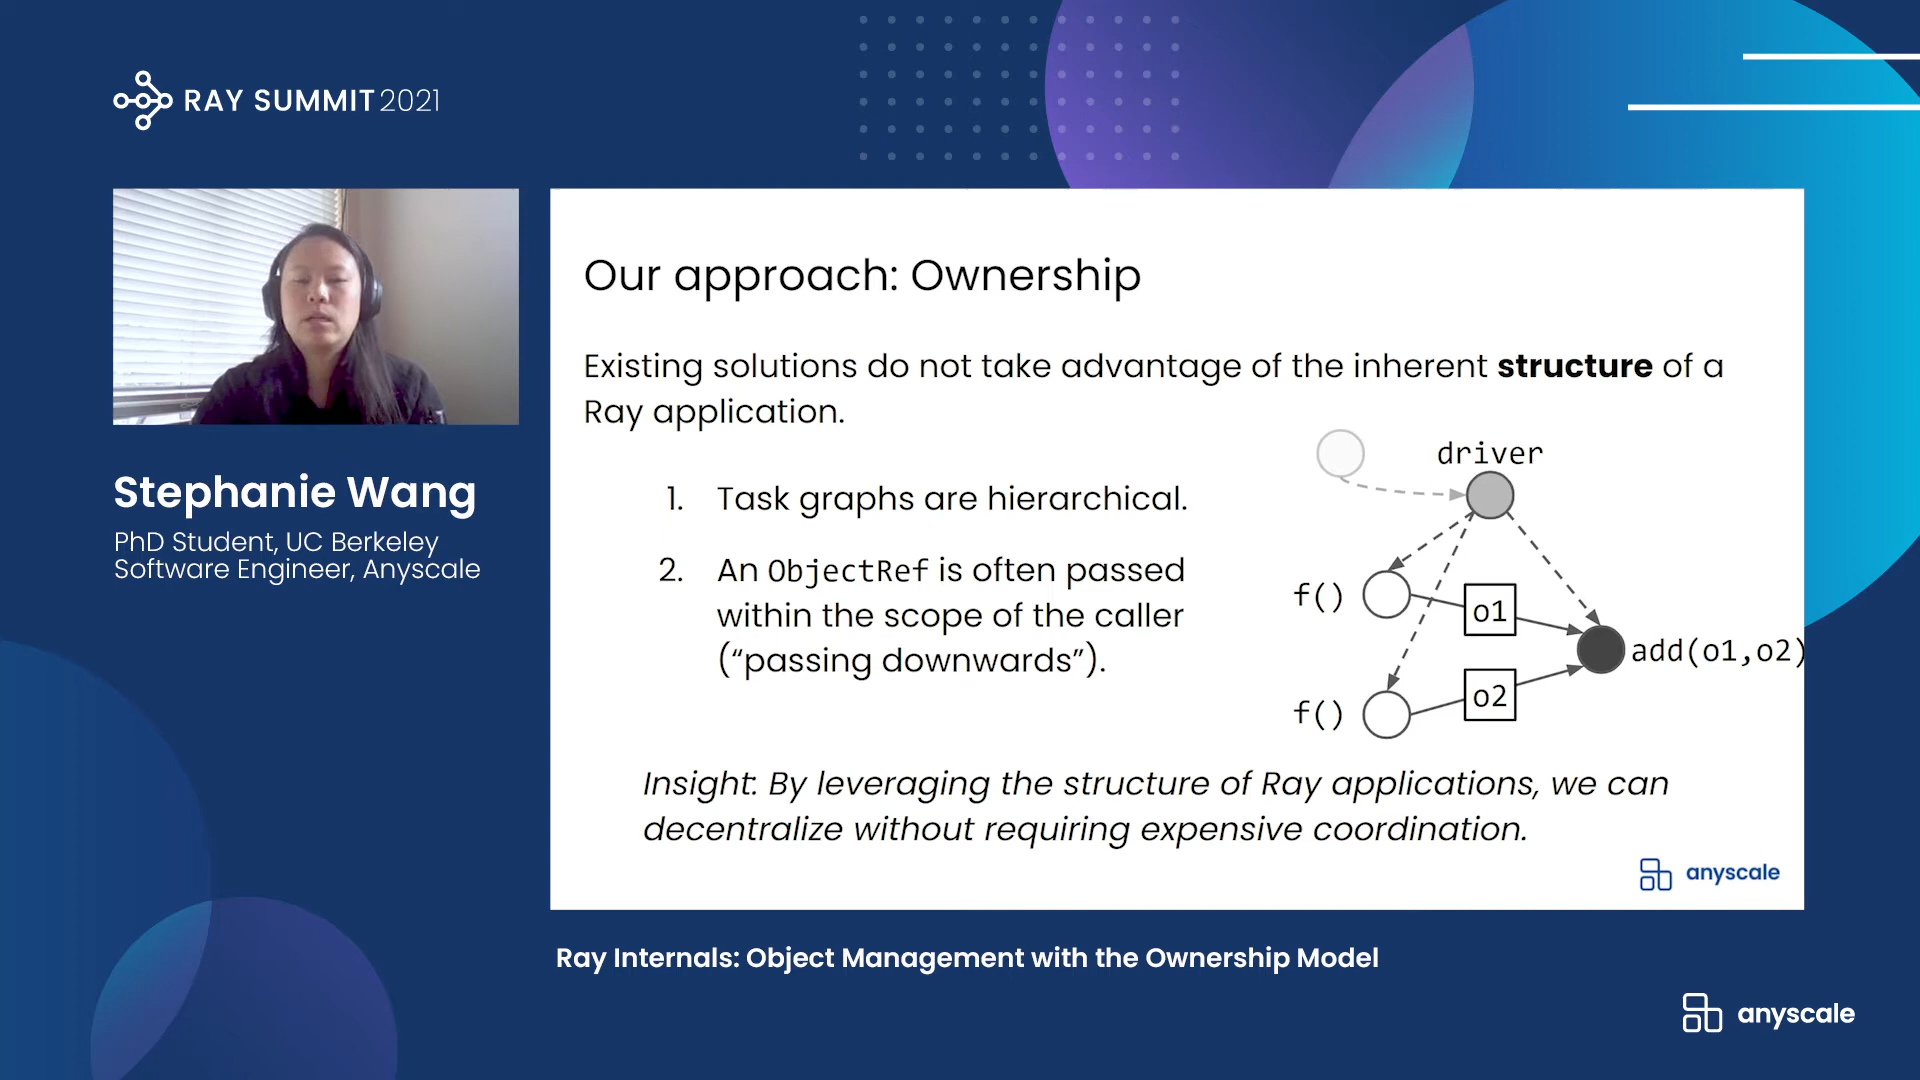 RAY SUMMIT 2021
Stephanie Wang
PhD Student, UC Berkeley
Software Engineer, Anyscale
Our approach: Ownership
Existing solutions do not take advantage of the inherent structure of a
Ray application.
1. Task graphs are hierarchical.
2. An ObjectRef is often passed
within the scope of the caller
(“passing downwards”).
driver
f()
o1
add(o1,o2)
f()
o2
Insight: By leveraging the structure of Ray applications, we can
decentralize without requiring expensive coordination.
anyscale
Ray Internals: Object Management with the Ownership Model
anyscale